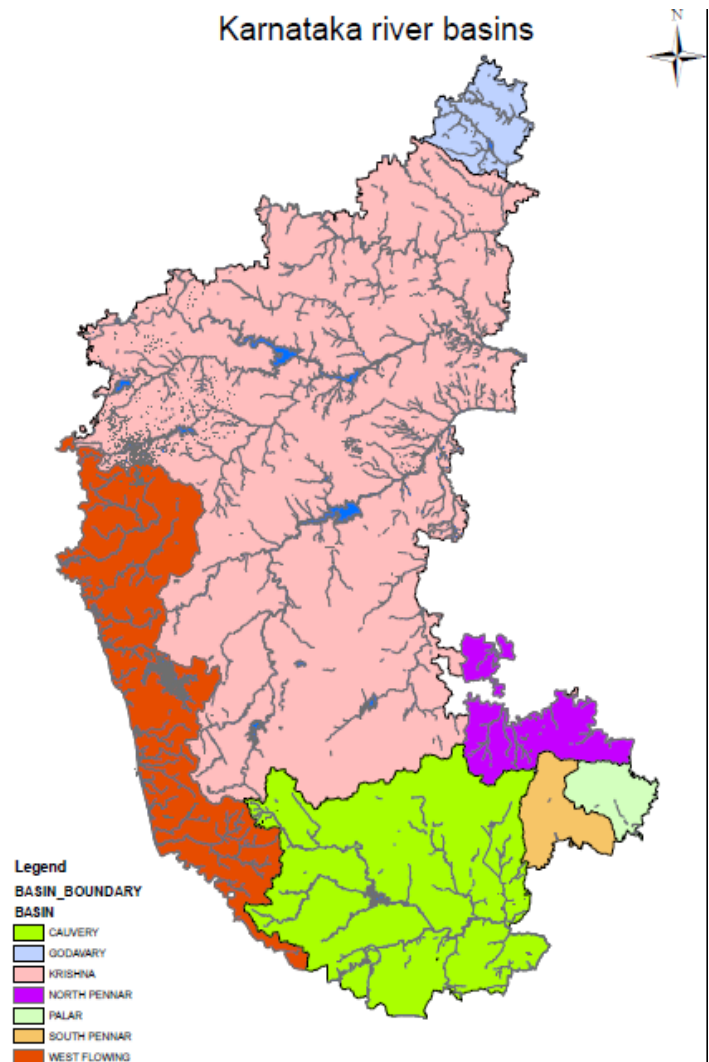 Karnataka river basins
N
Legend
BASIN_BOUNDARY
BASIN
CAUVERY
GODAVARY
KRISHNA
NORTH PENNAR
PALAR
SOUTH PENNAR
WEST FLOWING